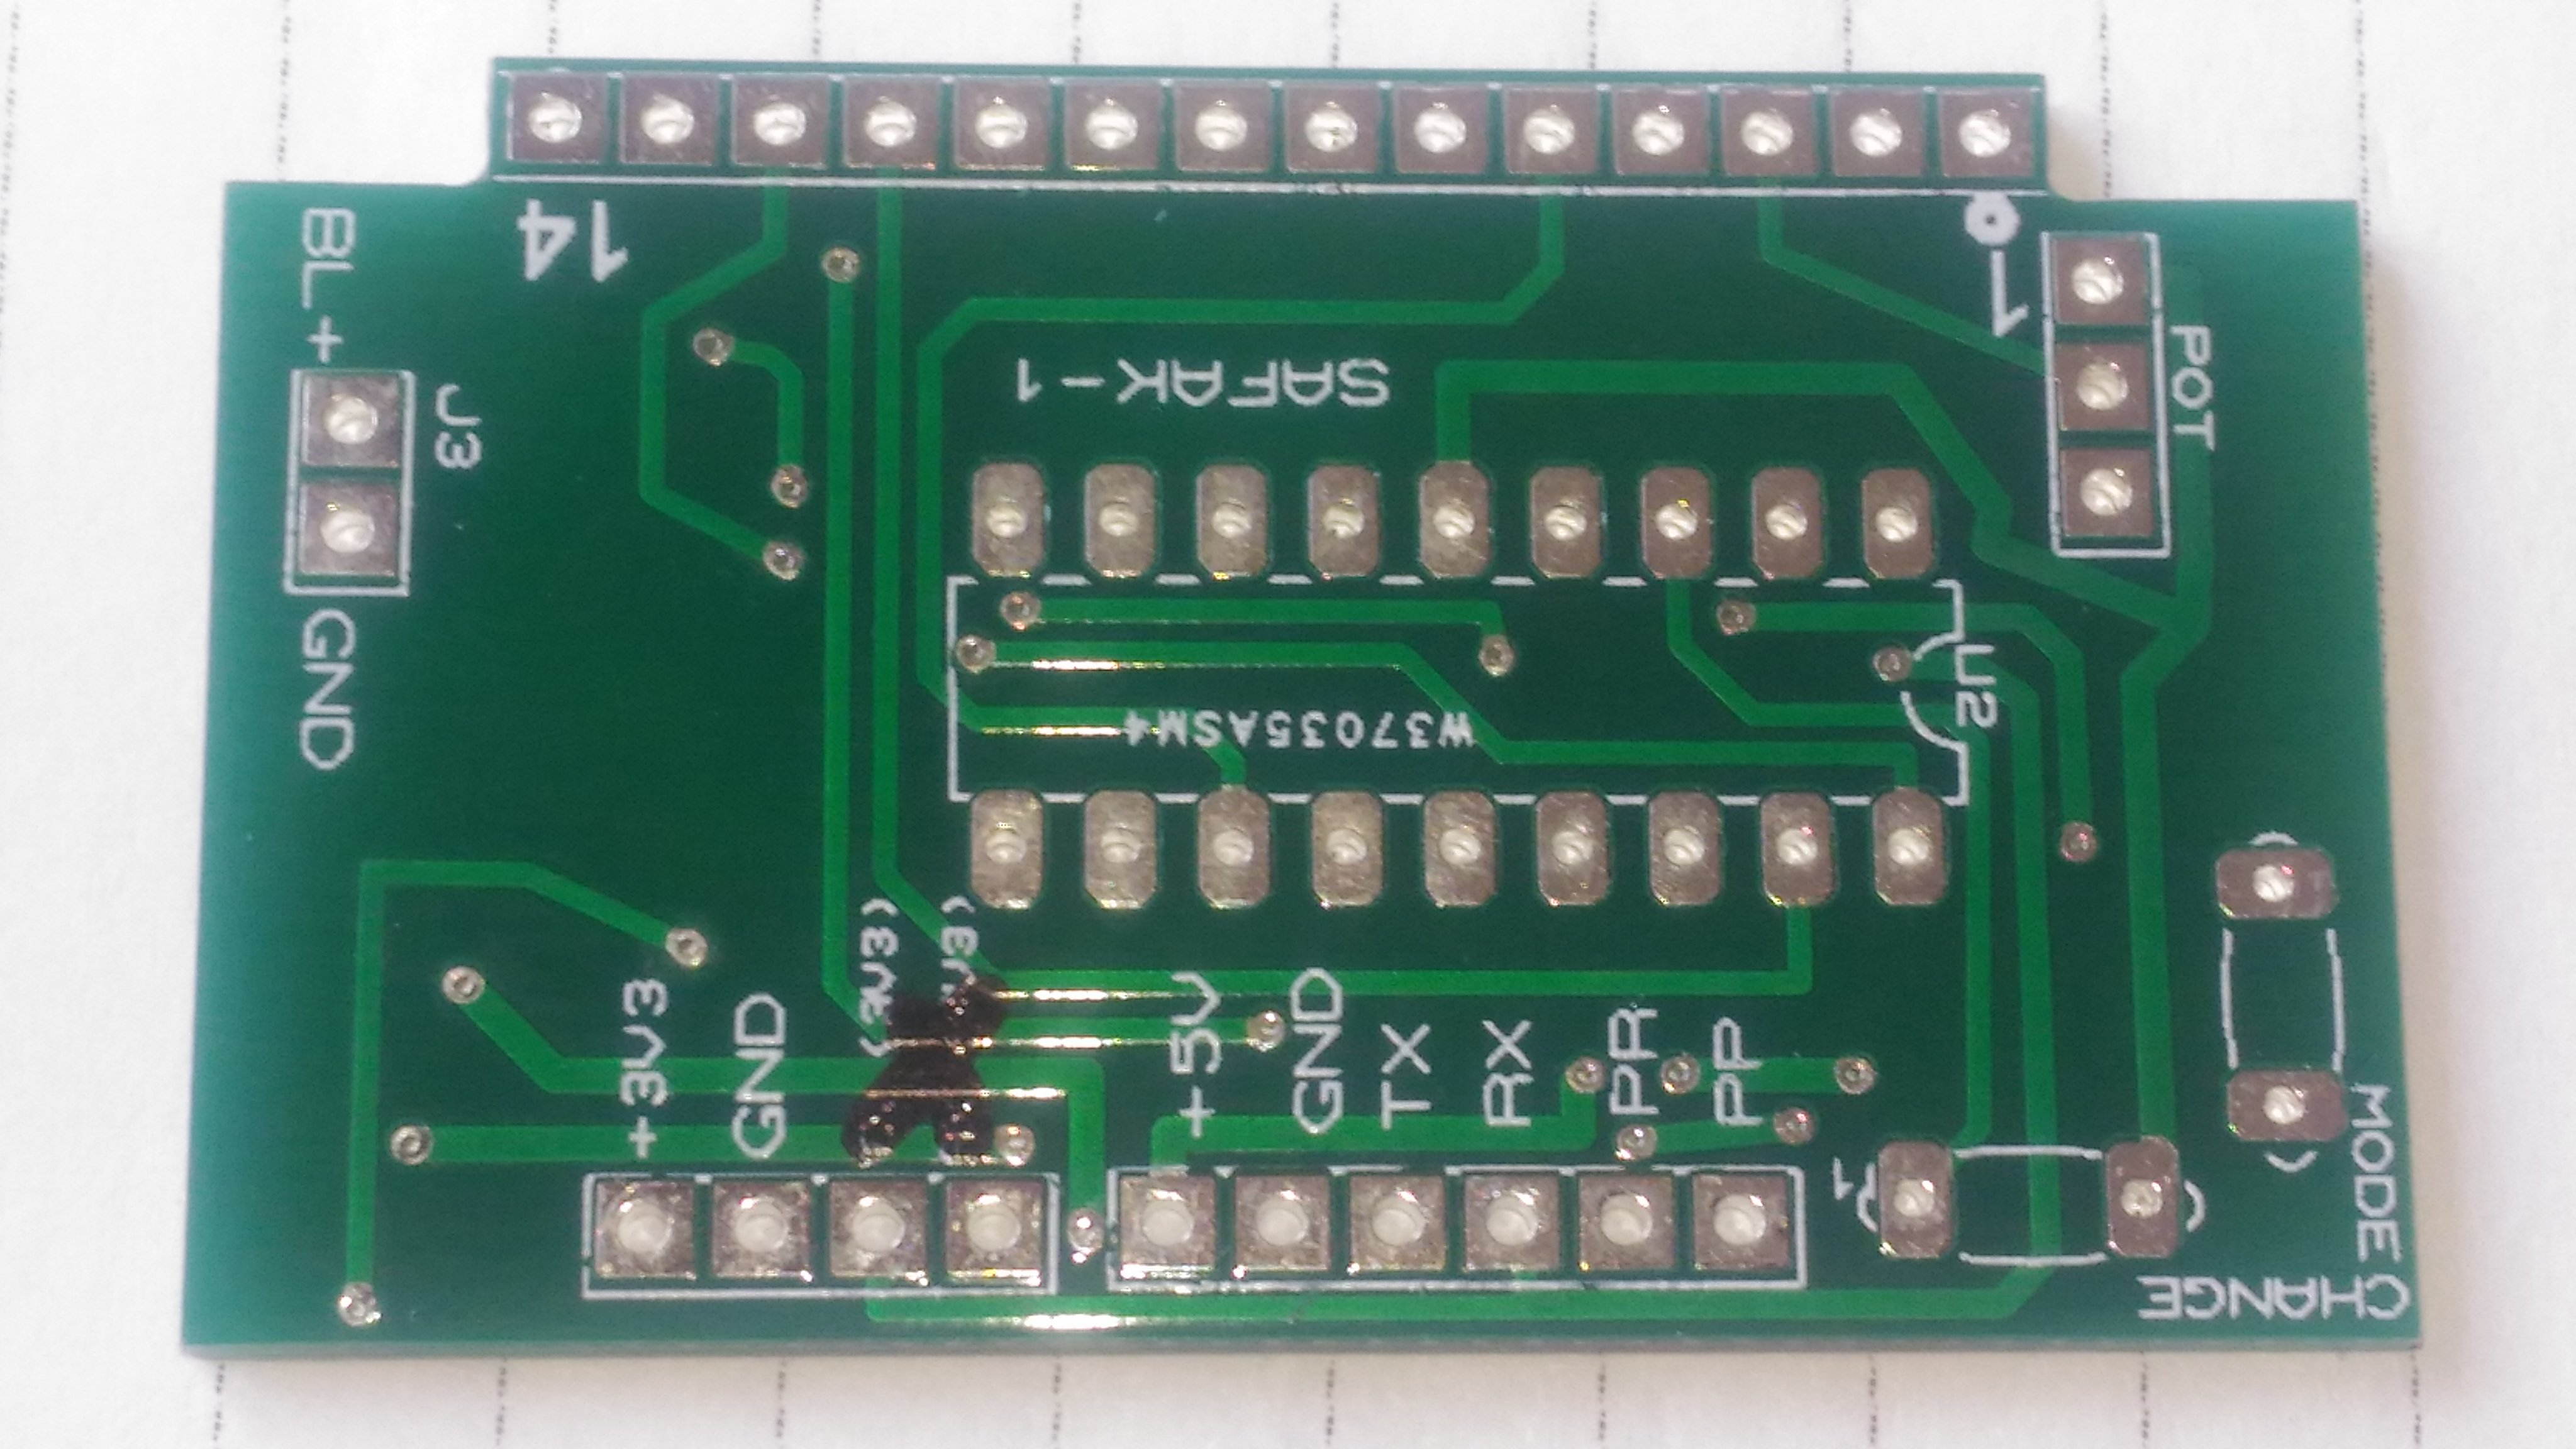 CHANGE
MODE
1
PP
PR
RX
TX
GND
+5V
V3)
(3V3)
GND
+3V3
U2
W37035ASM4
GND
J3
BL+
POT
SAFAK-1
1
14